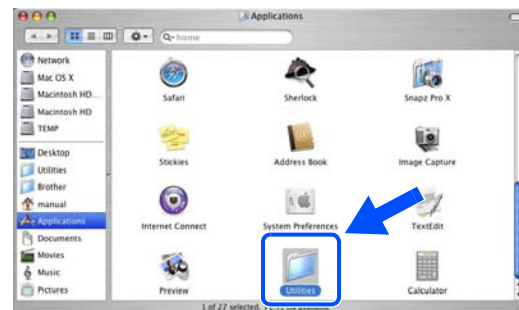 Applications
home
Network
Mac OS X
Macintosh HD...
Macintosh HD
TEMP
Desktop
Utilities
Brother
manual
Applications
Documents
Movies
Music
Pictures
Safari
Sherlock
Snapz Pro X
Stickies
Address Book
Image Capture
Internet Connect
System Preferences
TextEdit
Preview
Utilities
Calculator
1 of 27 selected,